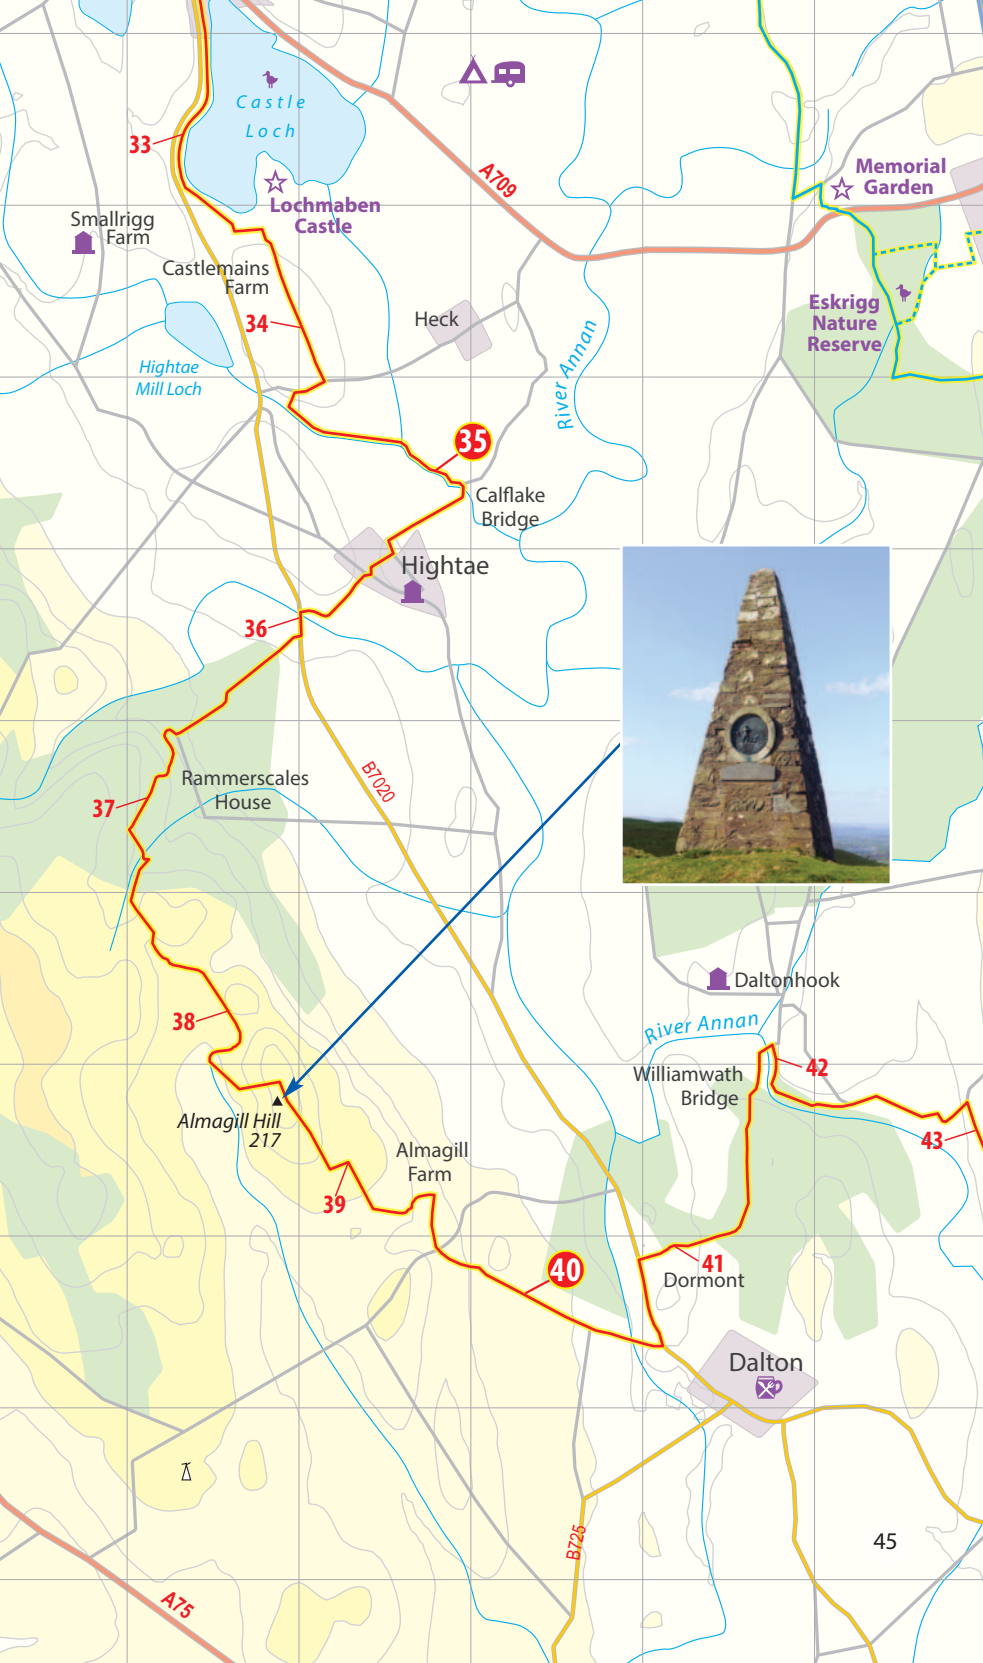 Castle
Loch
33
A709
Memorial
Garden
Lochmaben
Castle
Smallrigg
Farm
Castlemains
Farm
Eskrigg
Nature
Reserve
34
Heck
River Annan
Hightae
Mill Loch
35
Calflake
Bridge
Hightae
36
Rammerscales
House
B7020
37
Daltonhook
38
River Annan
Williamwath
Bridge
42
Almagill Hill
217
43
Almagill
Farm
39
40
41
Dormont
Dalton
B725
45
A75